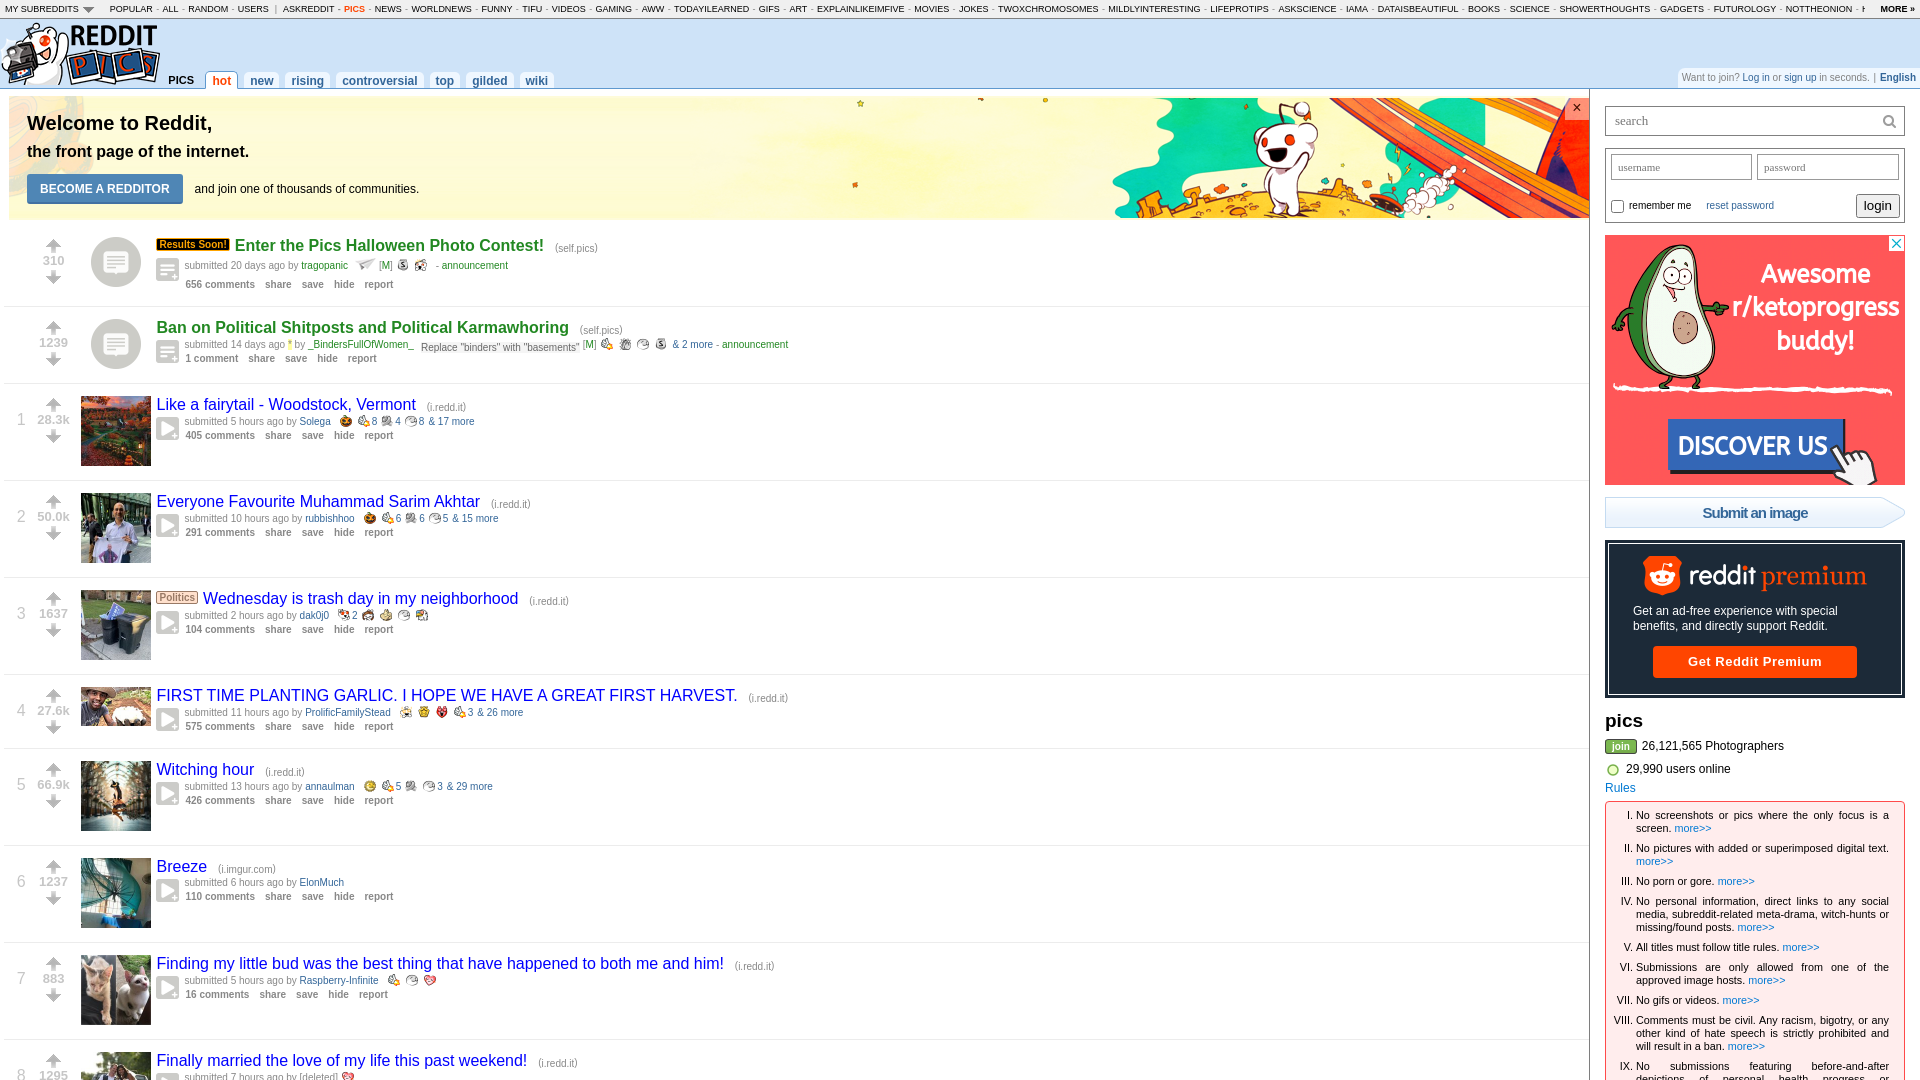 MY SUBREDDITS POPULAR - ALL - RANDOM - USERS | ASKREDDIT - PICS - NEWS - WORLDNEWS - FUNNY - TIFU - VIDEOS - GAMING - AWW - TODAYILEARNED - GIFS - ART - EXPLAINLIKEIMFIVE - MOVIES - JOKES - TWOXCHROMOSOMES - MILDLYINTERESTING - LIFEPROTIPS - ASKSCIENCE - IAMA - DATAISBEAUTIFUL - BOOKS - SCIENCE - SHOWERTHOUGHTS - GADGETS - FUTUROLOGY - NOTTHEONION - MORE »
REDDIT
PICS
PICS hot new rising controversial top gilded wiki
Want to join? Log in or sign up in seconds. | English
Welcome to Reddit,
the front page of the internet.
BECOME A REDDITOR and join one of thousands of communities.
×
310
Results Soon! Enter the Pics Halloween Photo Contest! (self.pics)
submitted 20 days ago by tragopanic [M] - announcement
656 comments share save hide report
1239
Ban on Political Shitposts and Political Karmawhoring (self.pics)
submitted 14 days ago * by _BindersFullOfWomen_ Replace "binders" with "basements" [M] & 2 more - announcement
1 comment share save hide report
1
28.3k
Like a fairytail - Woodstock, Vermont (i.redd.it)
submitted 5 hours ago by Solega 8 4 8 & 17 more
405 comments share save hide report
2
50.0k
Everyone Favourite Muhammad Sarim Akhtar (i.redd.it)
submitted 10 hours ago by rubbishhoo 6 6 5 & 15 more
291 comments share save hide report
3
1637
Politics Wednesday is trash day in my neighborhood (i.redd.it)
submitted 2 hours ago by dak0j0 2
104 comments share save hide report
4
27.6k
FIRST TIME PLANTING GARLIC. I HOPE WE HAVE A GREAT FIRST HARVEST. (i.redd.it)
submitted 11 hours ago by ProlificFamilyStead 3 & 26 more
575 comments share save hide report
5
66.9k
Witching hour (i.redd.it)
submitted 13 hours ago by annaulman 5 3 & 29 more
426 comments share save hide report
6
1237
Breeze (i.imgur.com)
submitted 6 hours ago by ElonMuch
110 comments share save hide report
7
883
Finding my little bud was the best thing that have happened to both me and him! (i.redd.it)
submitted 5 hours ago by Raspberry-Infinite
16 comments share save hide report
8
1295
Finally married the love of my life this past weekend! (i.redd.it)
submitted 7 hours ago by [deleted]
search
username password
remember me reset password login
Awesome
r/ketoprogress
buddy!
DISCOVER US
Submit an image
reddit premium
Get an ad-free experience with special
benefits, and directly support Reddit.
Get Reddit Premium
pics
join 26,121,565 Photographers
29,990 users online
Rules
I. No screenshots or pics where the only focus is a
screen. more>>
II. No pictures with added or superimposed digital text.
more>>
III. No porn or gore. more>>
IV. No personal information, direct links to any social
media, subreddit-related meta-drama, witch-hunts or
missing/found posts. more>>
V. All titles must follow title rules. more>>
VI. Submissions are only allowed from one of the
approved image hosts. more>>
VII. No gifs or videos. more>>
VIII. Comments must be civil. Any racism, bigotry, or any
other kind of hate speech is strictly prohibited and
will result in a ban. more>>
IX. No submissions featuring before-and-after
depictions of personal health progress or